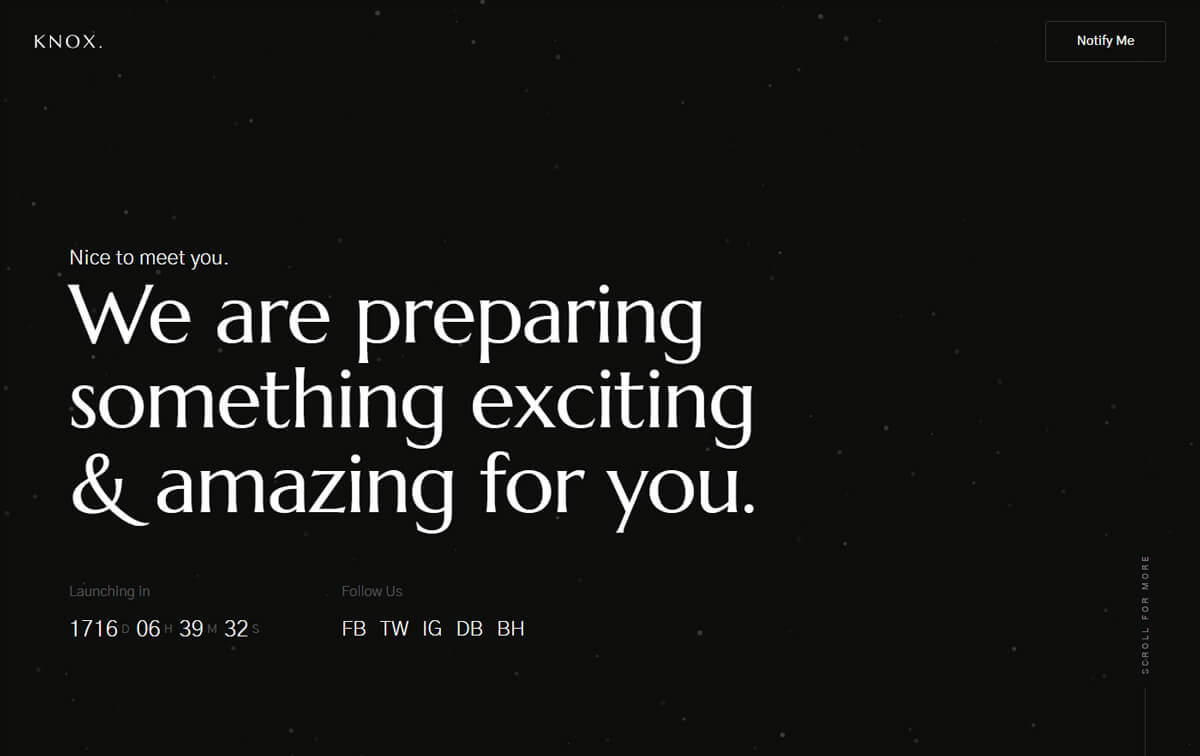 KNOX.
Notify Me
Nice to meet you.
We are preparing
something exciting
& amazing for you.
Launching in
1716 D 06 H 39 M 32 S
Follow Us
FB TW IG DB BH
SCROLL FOR MORE